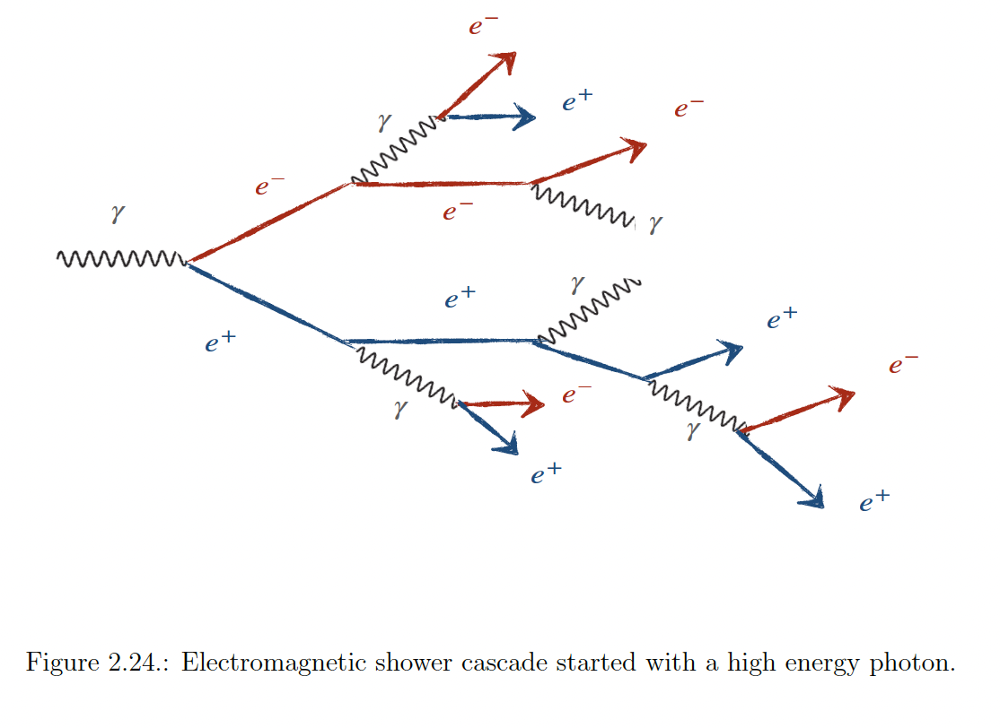 e⁻
γ
e⁺
e⁻
e⁻
γ
e⁻
γ
e⁺
γ
e⁺
e⁺
e⁻
e⁻
γ
γ
e⁺
e⁺
Figure 2.24.: Electromagnetic shower cascade started with a high energy photon.